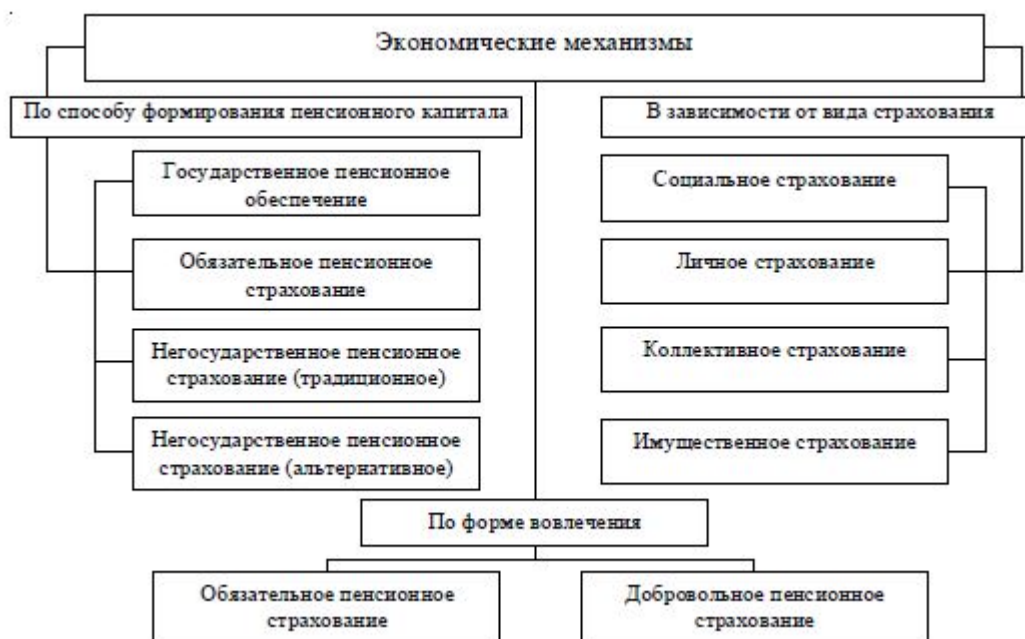 Экономические механизмы
По способу формирования пенсионного капитала
Государственное пенсионное
обеспечение
Обязательное пенсионное
страхование
Негосударственное пенсионное
страхование (традиционное)
Негосударственное пенсионное
страхование (альтернативное)
В зависимости от вида страхования
Социальное страхование
Личное страхование
Коллективное страхование
Имущественное страхование
По форме вовлечения
Обязательное пенсионное
страхование
Добровольное пенсионное
страхование